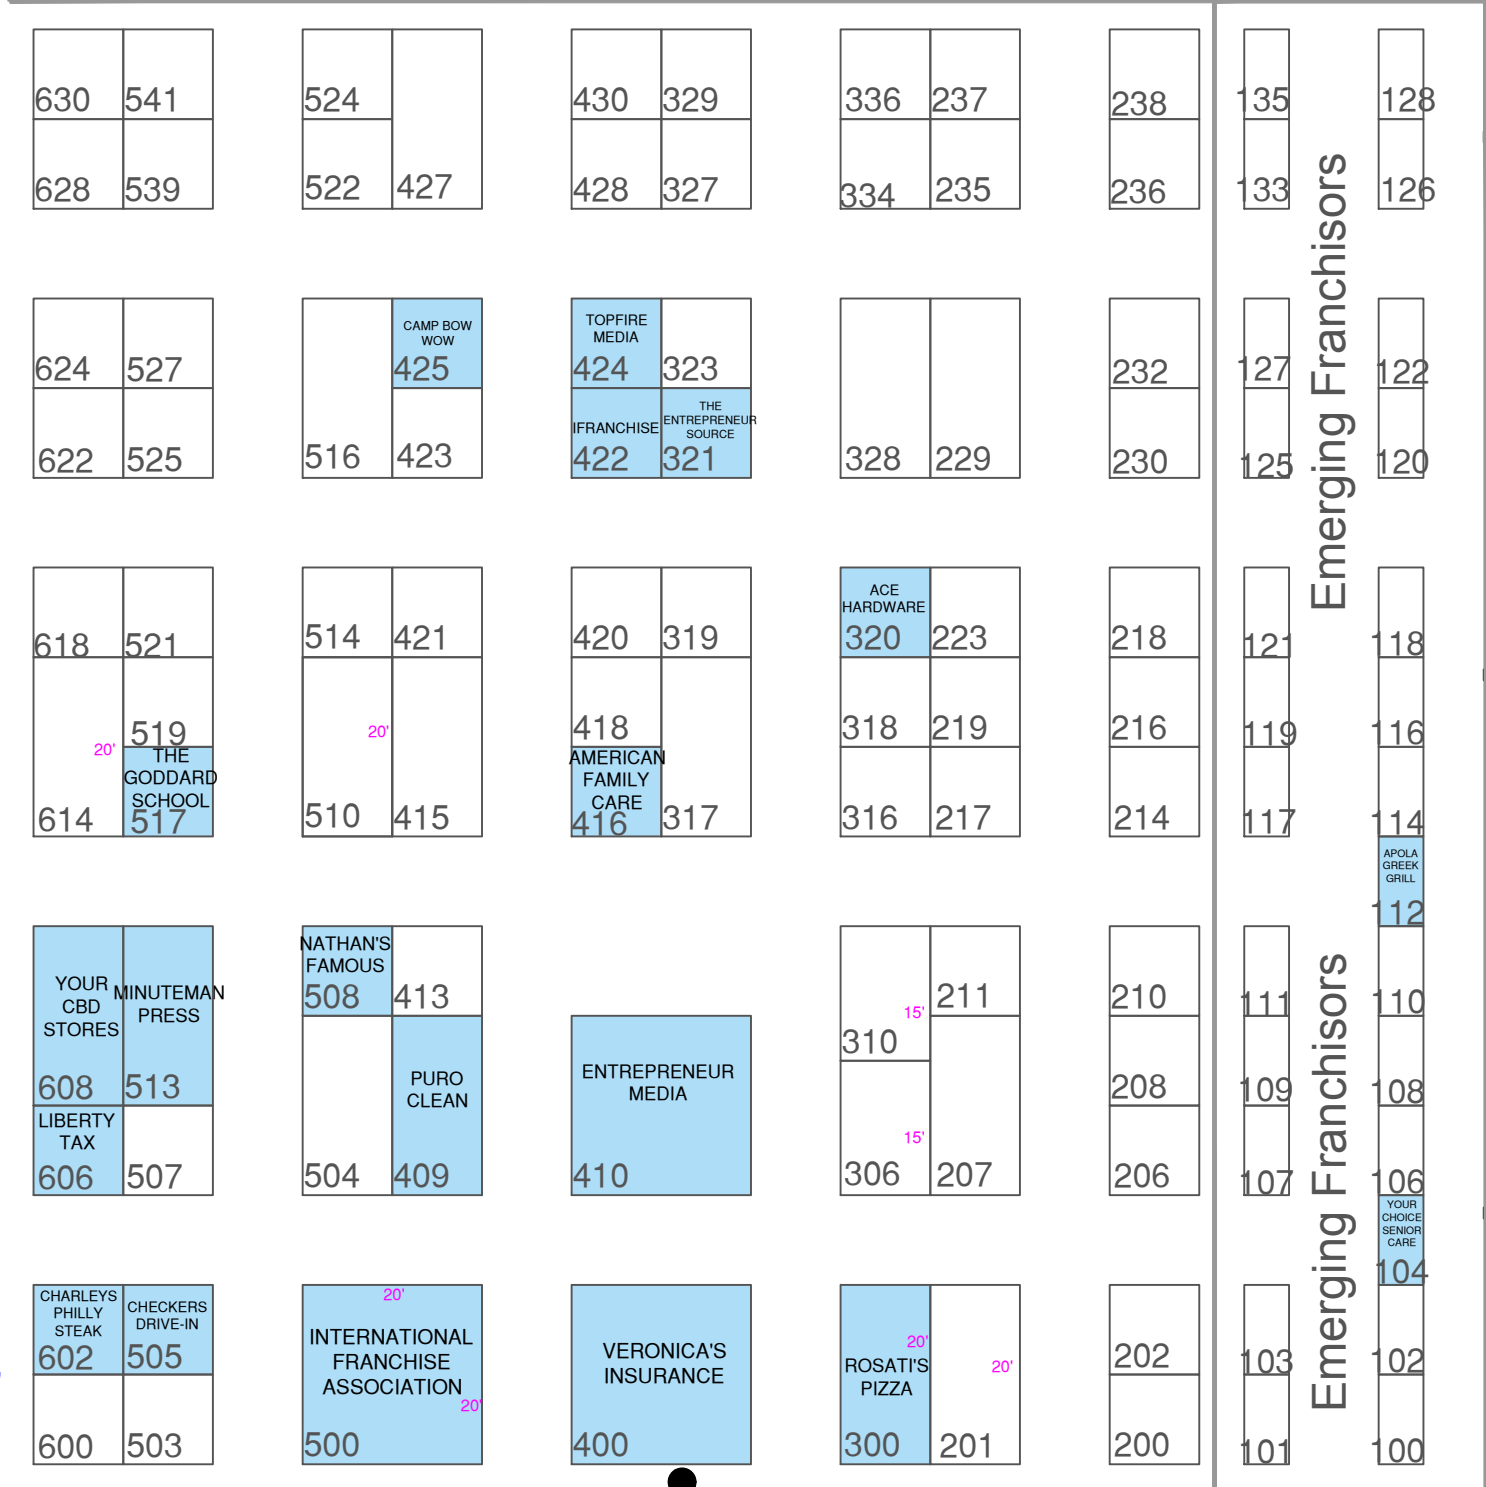 630 541 524 430 329 336 237 238 135 128
628 539 522 427 428 327 334 235 236 133 126
Emerging Franchisors
CAMP BOW
WOW
425
TOPFIRE
MEDIA
424
323
624 527 232 127 122
IFRANCHISE
422
THE
ENTREPRENEUR
SOURCE
321
622 525 516 423 328 229 230 125 120
ACE
HARDWARE
320
618 521 514 421 420 319 223 218 121 118
519
20'
20'
418 318 219 216 119 116
THE
GODDARD
SCHOOL
517
AMERICAN
FAMILY
CARE
416
614 510 415 317 316 217 214 117 114
APOLA
GREEK
GRILL
112
YOUR
CBD
STORES
608
MINUTEMAN
PRESS
513
NATHAN'S
FAMOUS
508
413
211 210 111 110
15'
310
Emerging Franchisors
PURO
CLEAN
409
ENTREPRENEUR
MEDIA
410
208 109 108
LIBERTY
TAX
606
507 504
15'
306 207 206 107 106
YOUR
CHOICE
SENIOR
CARE
104
CHARLEYS
PHILLY
STEAK
602
CHECKERS
DRIVE-IN
505
20'
INTERNATIONAL
FRANCHISE
ASSOCIATION
20'
500
VERONICA'S
INSURANCE
400
20'
ROSATI'S
PIZZA
300
20'
201
202 103 102
600 503 200 101 100